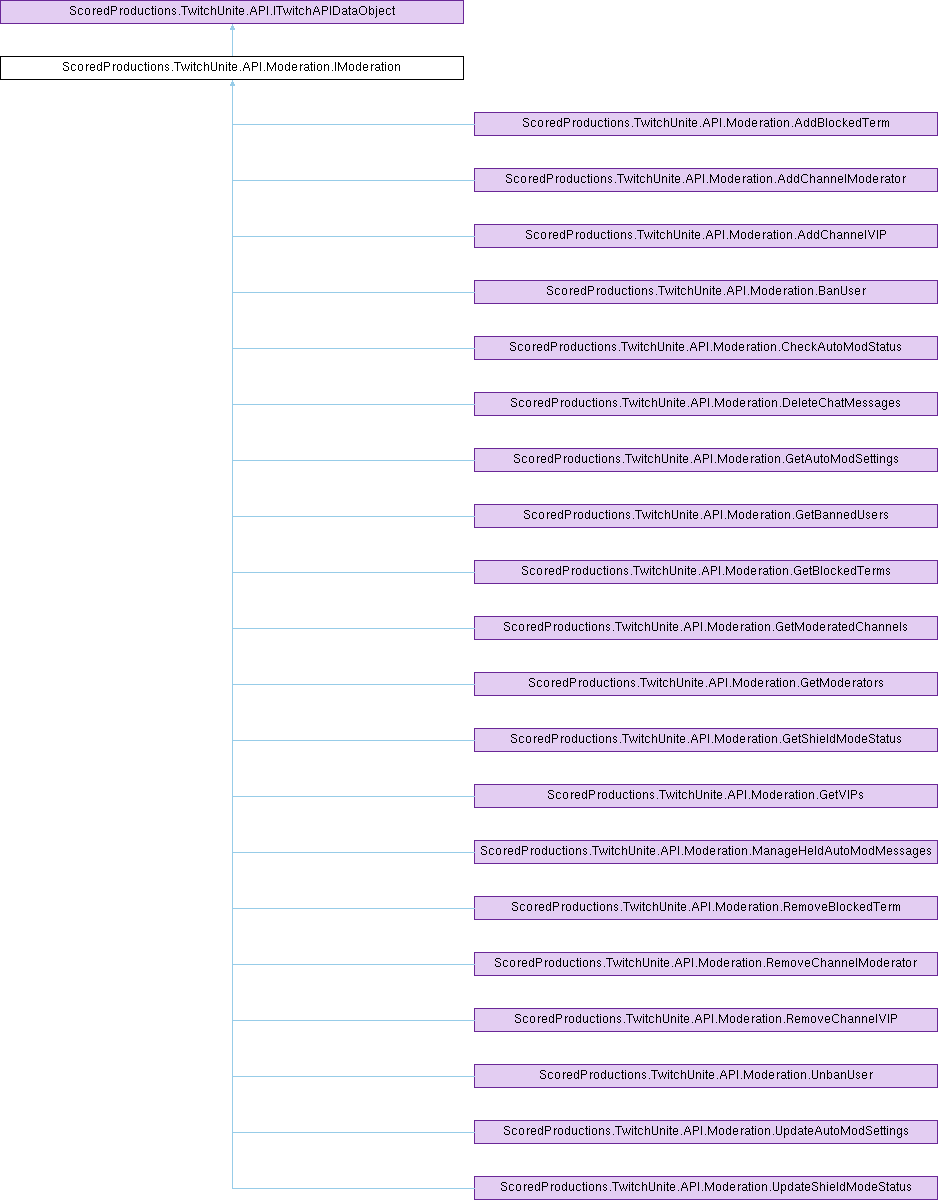 ScoredProductions.TwitchUnite.API.ITwitchAPIDataObject
ScoredProductions.TwitchUnite.API.Moderation.IModeration
ScoredProductions.TwitchUnite.API.Moderation.AddBlockedTerm
ScoredProductions.TwitchUnite.API.Moderation.AddChannelModerator
ScoredProductions.TwitchUnite.API.Moderation.AddChannelVIP
ScoredProductions.TwitchUnite.API.Moderation.BanUser
ScoredProductions.TwitchUnite.API.Moderation.CheckAutoModStatus
ScoredProductions.TwitchUnite.API.Moderation.DeleteChatMessages
ScoredProductions.TwitchUnite.API.Moderation.GetAutoModSettings
ScoredProductions.TwitchUnite.API.Moderation.GetBannedUsers
ScoredProductions.TwitchUnite.API.Moderation.GetBlockedTerms
ScoredProductions.TwitchUnite.API.Moderation.GetModeratedChannels
ScoredProductions.TwitchUnite.API.Moderation.GetModerators
ScoredProductions.TwitchUnite.API.Moderation.GetShieldModeStatus
ScoredProductions.TwitchUnite.API.Moderation.GetVIPs
ScoredProductions.TwitchUnite.API.Moderation.ManageHeldAutoModMessages
ScoredProductions.TwitchUnite.API.Moderation.RemoveBlockedTerm
ScoredProductions.TwitchUnite.API.Moderation.RemoveChannelModerator
ScoredProductions.TwitchUnite.API.Moderation.RemoveChannelVIP
ScoredProductions.TwitchUnite.API.Moderation.UnbanUser
ScoredProductions.TwitchUnite.API.Moderation.UpdateAutoModSettings
ScoredProductions.TwitchUnite.API.Moderation.UpdateShieldModeStatus